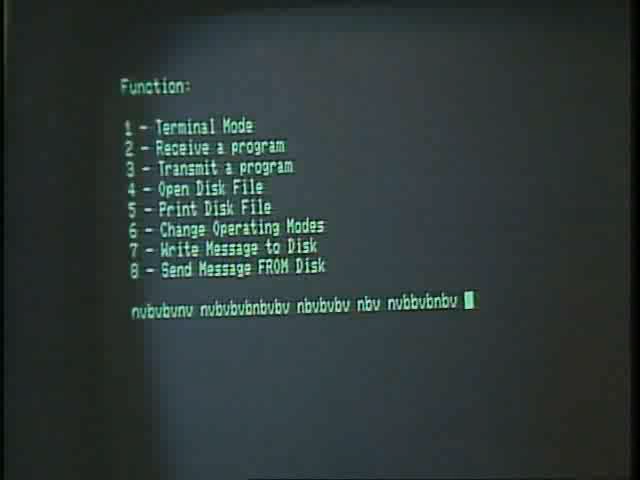 Function:
1 - Terminal Mode
2 - Receive a program
3 - Transmit a program
4 - Open Disk File
5 - Print Disk File
6 - Change Operating Modes
7 - Write Message to Disk
8 - Send Message FROM Disk
nvbvbvnv nvbvbvbnbvbv nbvbvbv nbv nvbbvbnbv